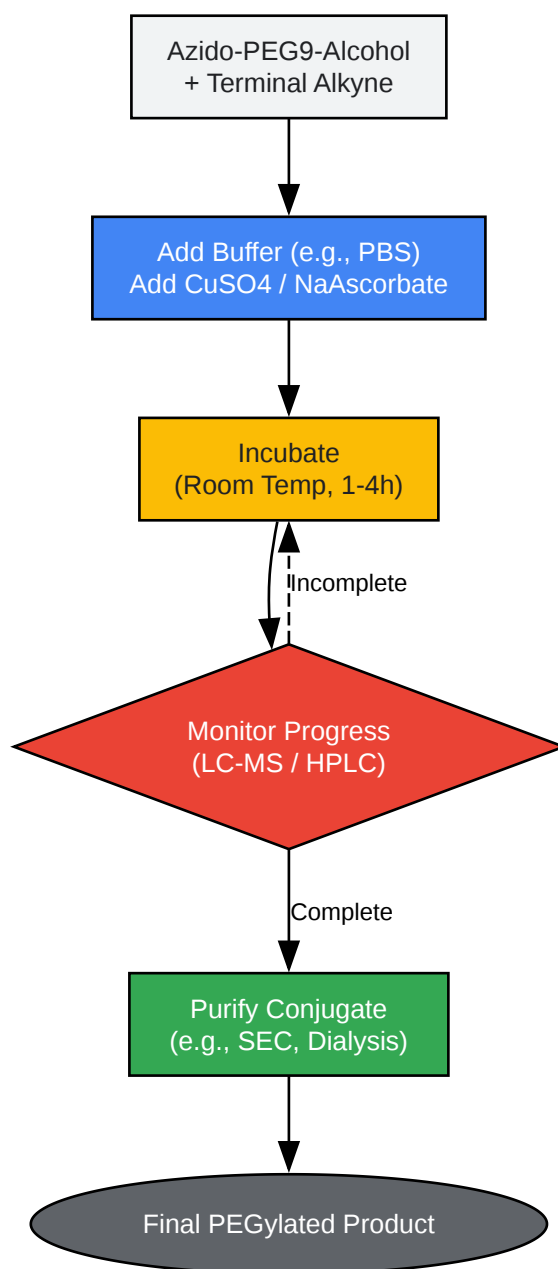 Azido-PEG9-Alcohol
+ Terminal Alkyne
Add Buffer (e.g., PBS)
Add CuSO4 / NaAscorbate
Incubate
(Room Temp, 1-4h)
Incomplete
Monitor Progress
(LC-MS / HPLC)
Complete
Purify Conjugate
(e.g., SEC, Dialysis)
Final PEGylated Product